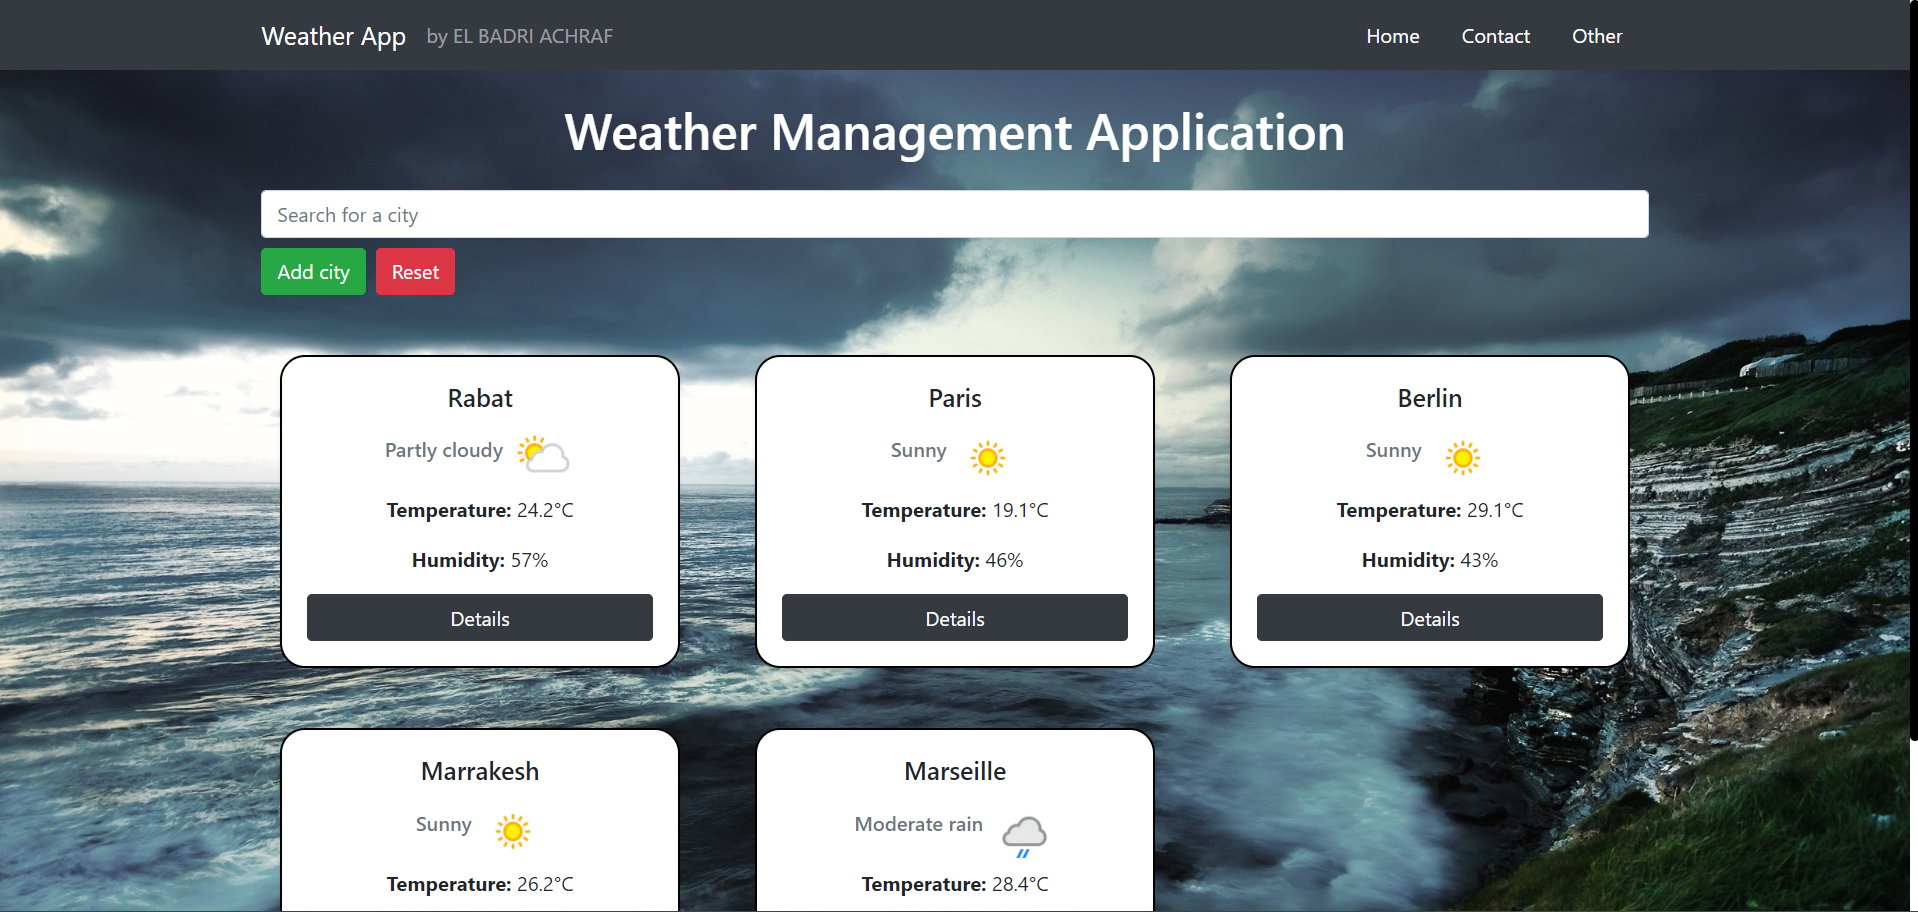 Weather App by EL BADRI ACHRAF Home Contact Other
Weather Management Application
Search for a city
Add city Reset
Rabat
Partly cloudy
Temperature: 24.2°C
Humidity: 57%
Details
Paris
Sunny
Temperature: 19.1°C
Humidity: 46%
Details
Berlin
Sunny
Temperature: 29.1°C
Humidity: 43%
Details
Marrakesh
Sunny
Temperature: 26.2°C
Marseille
Moderate rain
Temperature: 28.4°C